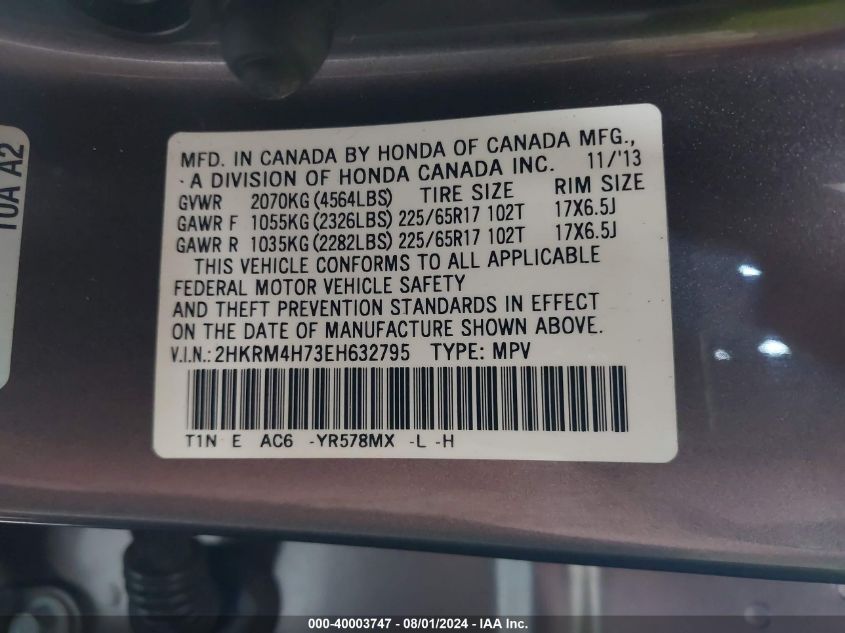 MFD. IN CANADA BY HONDA OF CANADA MFG.,
A DIVISION OF HONDA CANADA INC. 11/'13
GVWR 2070KG (4564LBS) TIRE SIZE RIM SIZE
GAWR F 1055KG (2326LBS) 225/65R17 102T 17X6.5J
GAWR R 1035KG (2282LBS) 225/65R17 102T 17X6.5J
THIS VEHICLE CONFORMS TO ALL APPLICABLE
FEDERAL MOTOR VEHICLE SAFETY
AND THEFT PREVENTION STANDARDS IN EFFECT
ON THE DATE OF MANUFACTURE SHOWN ABOVE.
V.I.N.: 2HKRM4H73EH632795 TYPE: MPV
T1N E AC6 -YR578MX -L -H
10A A2
000-40003747 - 08/01/2024 - IAA Inc.